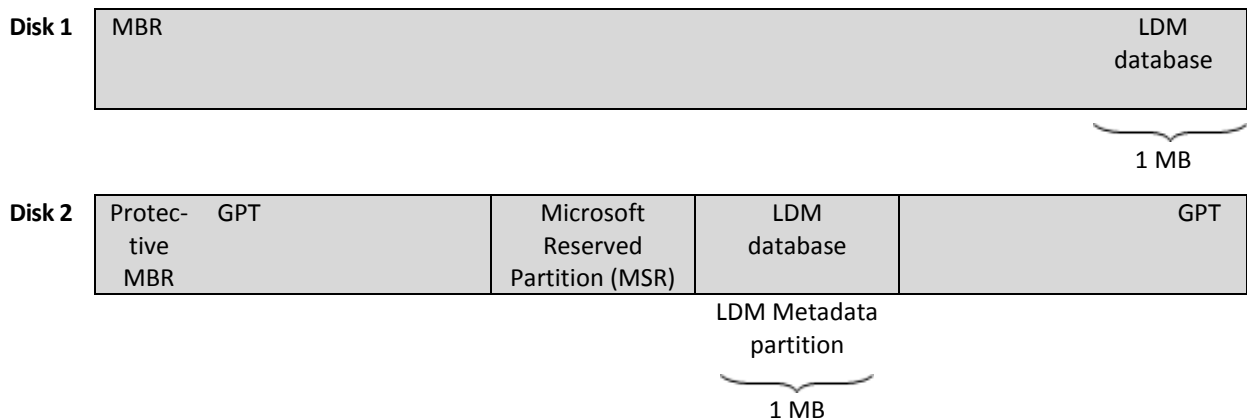 Disk 1 MBR LDM
database
1 MB
Disk 2 Protec- GPT Microsoft LDM GPT
tive Reserved database
MBR Partition (MSR)
LDM Metadata
partition
1 MB